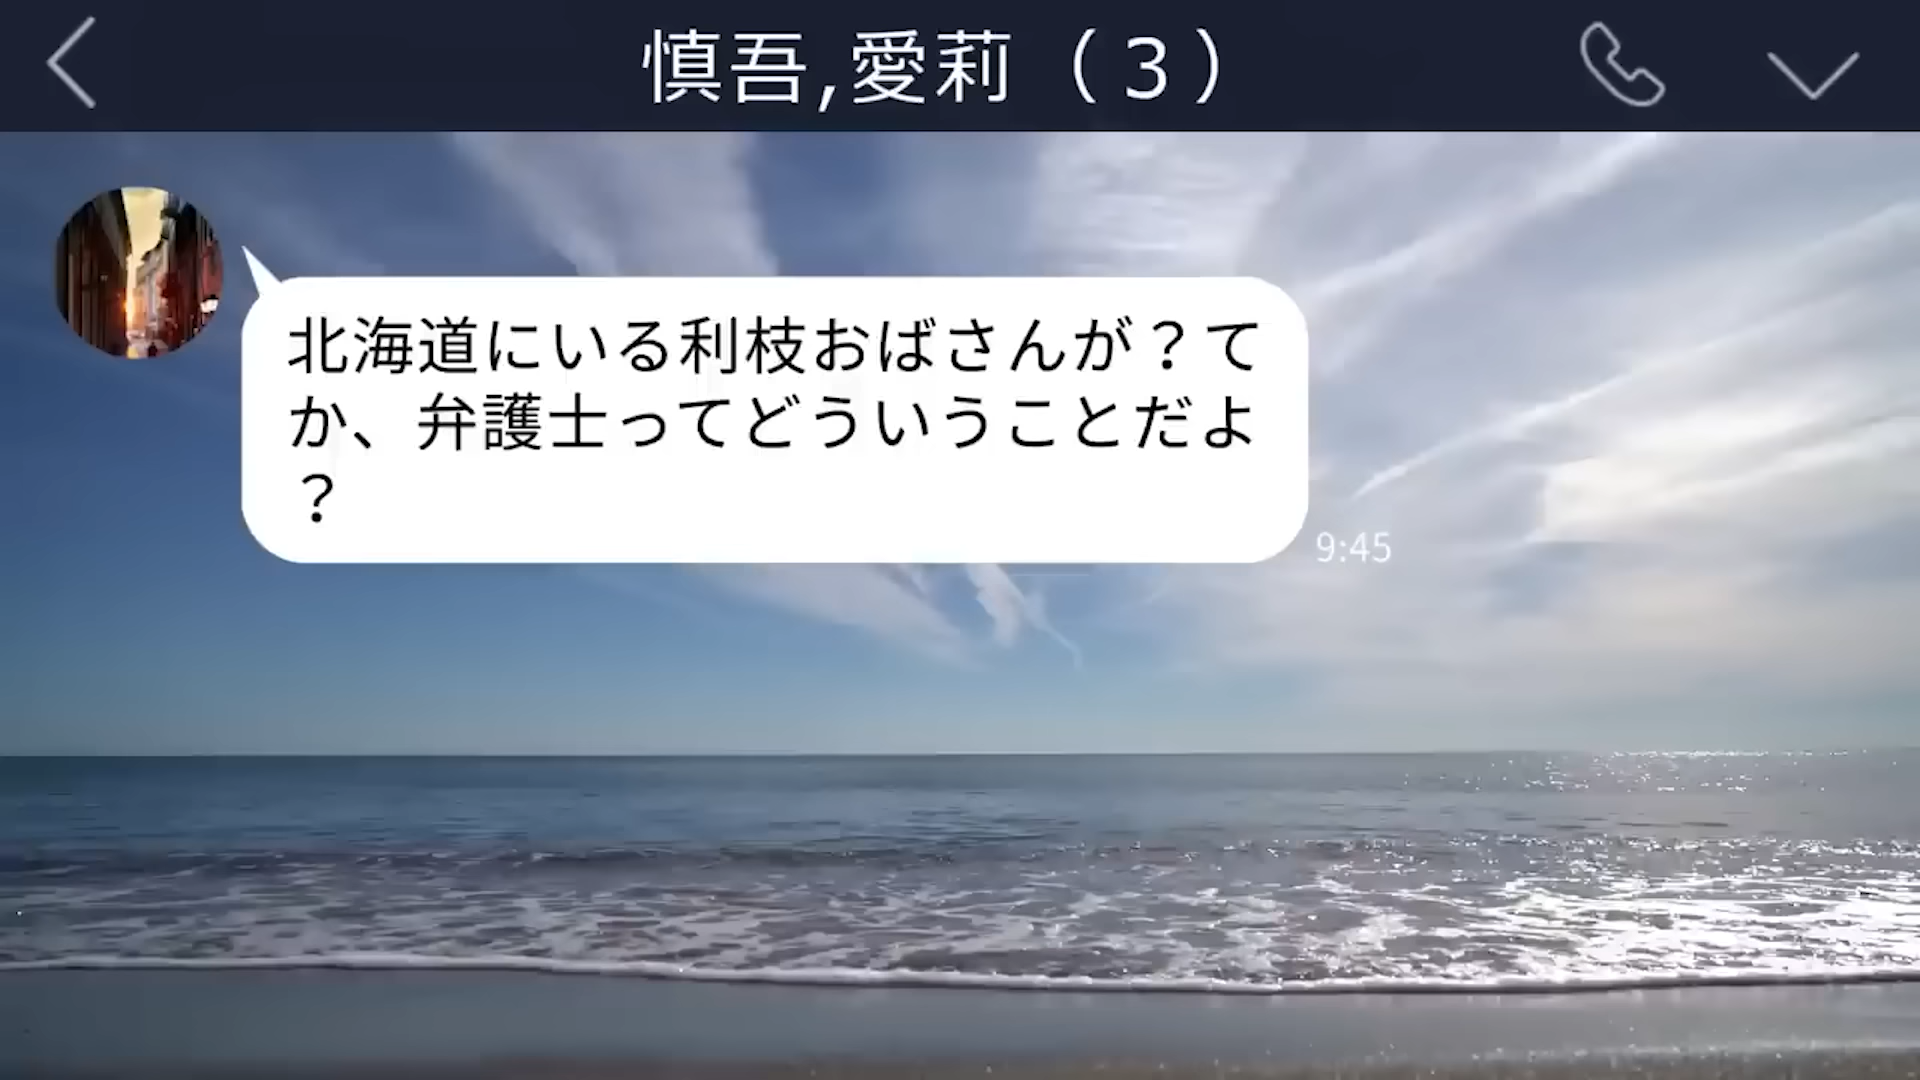 慎吾,愛莉（3）
北海道にいる利枝おばさんが？て
か、弁護士ってどういうことだよ
？
9:45